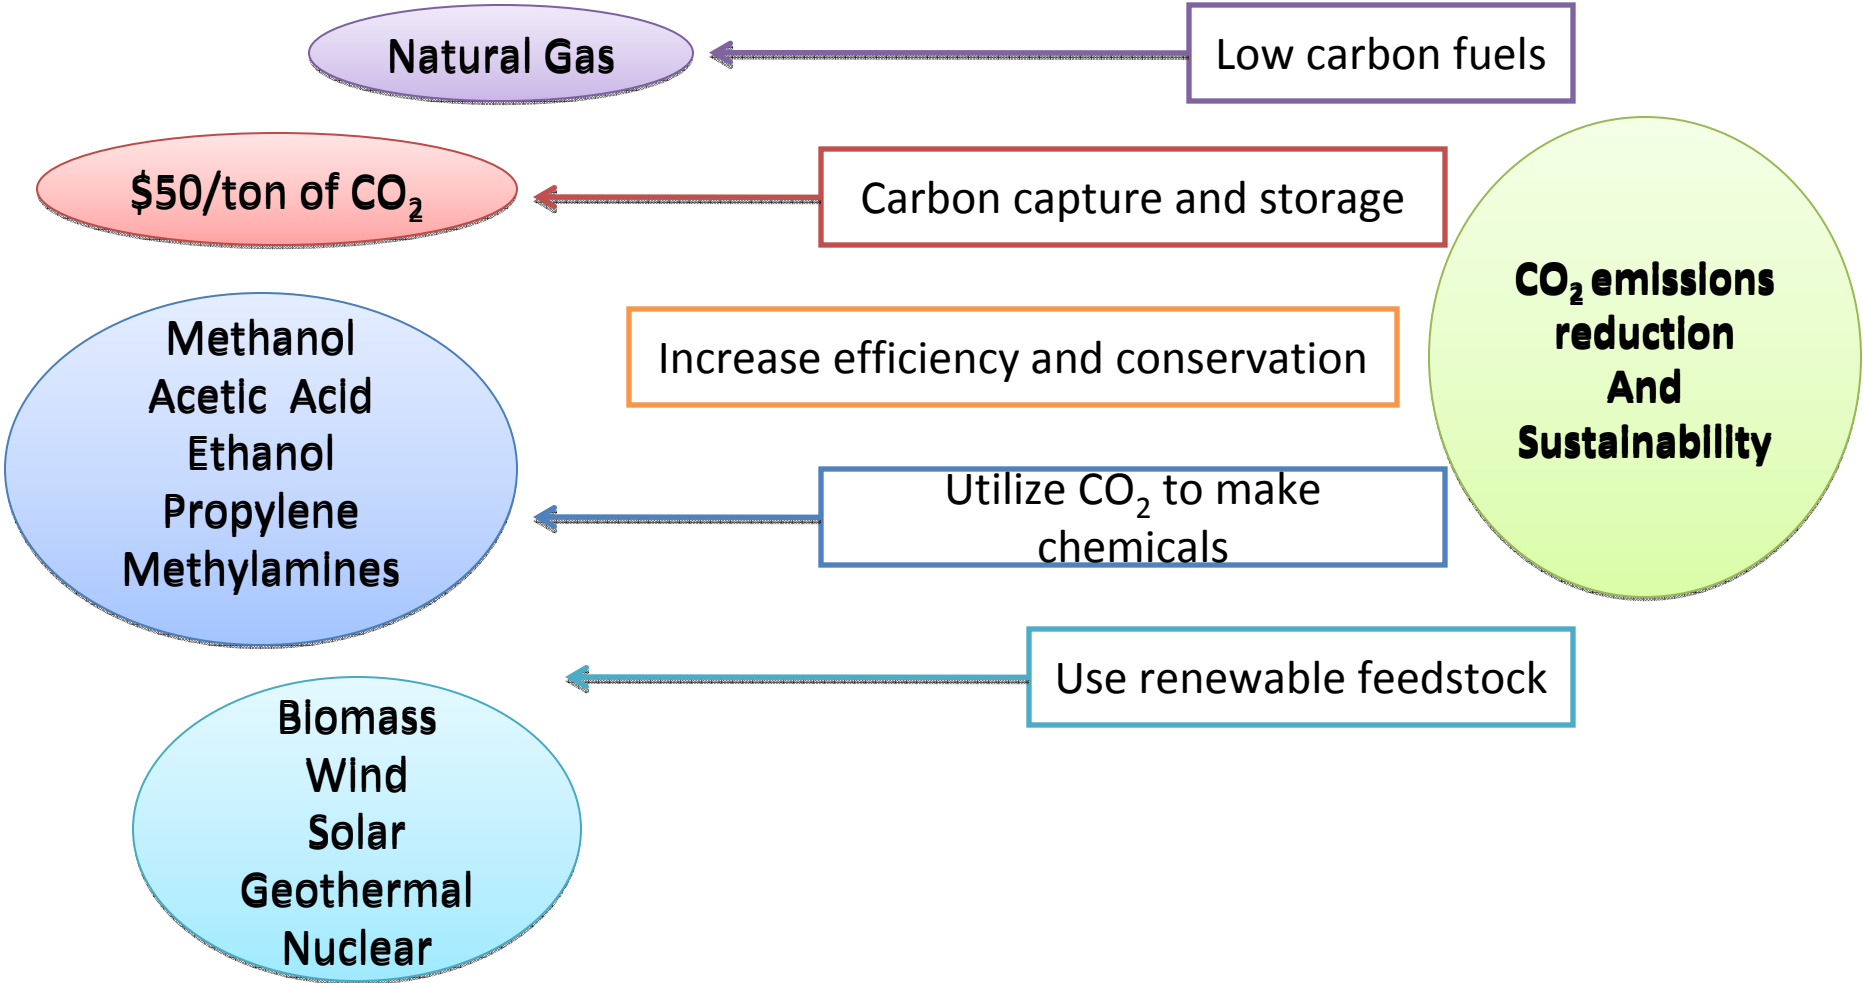 Natural Gas
Low carbon fuels
$50/ton of CO₂
Carbon capture and storage
CO₂ emissions
reduction
And
Sustainability
Increase efficiency and conservation
Methanol
Acetic Acid
Ethanol
Propylene
Methylamines
Utilize CO₂ to make
chemicals
Use renewable feedstock
Biomass
Wind
Solar
Geothermal
Nuclear